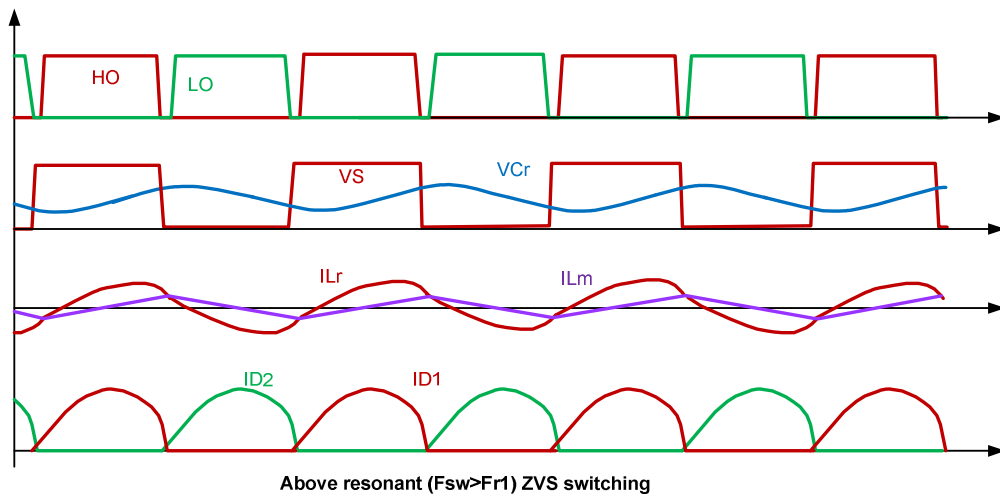 HO
LO
VS
VCr
ILr
ILm
ID2
ID1
Above resonant (Fsw>Fr1) ZVS switching